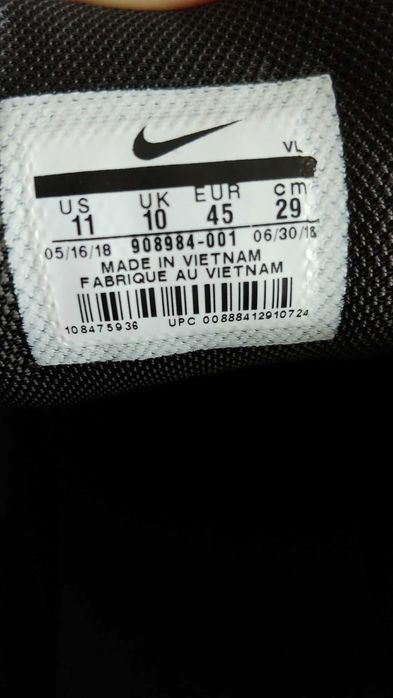 VL
US UK EUR cm
11 10 45 29
05/16/18 908984-001 06/30/18
MADE IN VIETNAM
FABRIQUE AU VIETNAM
108475936 UPC 00888412910724